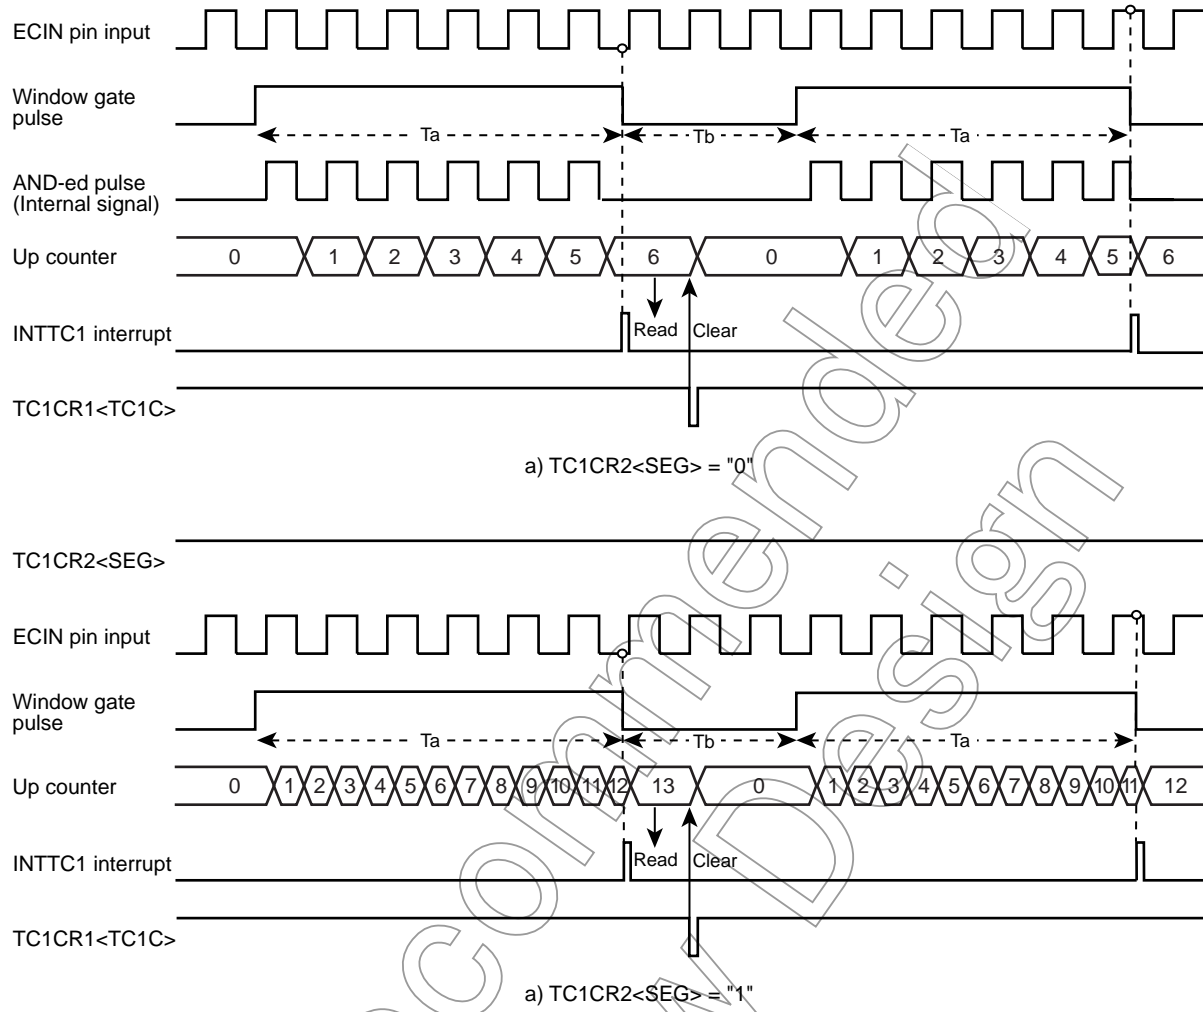 ECIN pin input
Window gate
pulse
Ta Tb Ta
AND-ed pulse
(Internal signal)
Up counter 0 1 2 3 4 5 6 0 1 2 3 4 5 6
INTTC1 interrupt Read Clear
TC1CR1<TC1C>
a) TC1CR2<SEG> = "0"
TC1CR2<SEG>
ECIN pin input
Window gate
pulse
Ta Tb Ta
Up counter 0 1 2 3 4 5 6 7 8 9 10 11 12 13 0 1 2 3 4 5 6 7 8 9 10 11 12
INTTC1 interrupt Read Clear
TC1CR1<TC1C>
a) TC1CR2<SEG> = "1"
ecommended
w Design